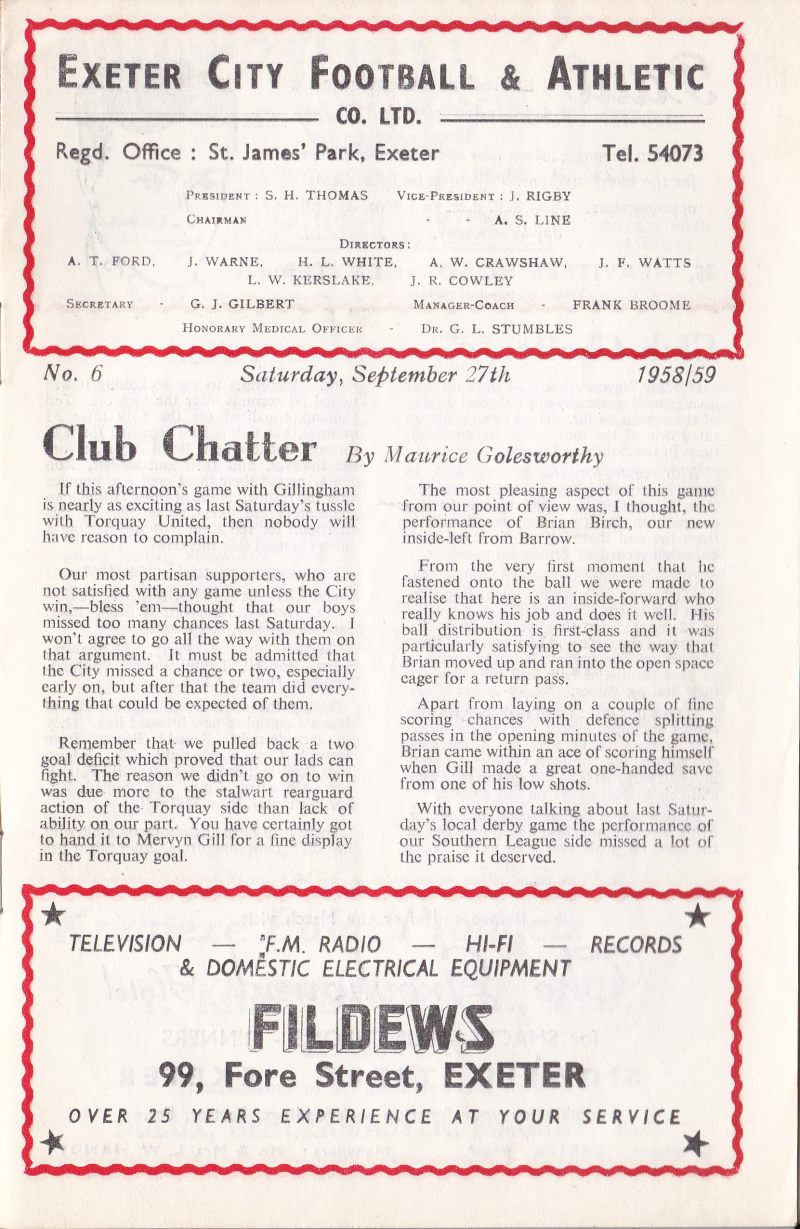 EXETER CITY FOOTBALL & ATHLETIC
CO. LTD.
Regd. Office : St. James' Park, Exeter Tel. 54073
PRESIDENT : S. H. THOMAS VICE-PRESIDENT : J. RIGBY
CHAIRMAN - - A. S. LINE
DIRECTORS:
A. T. FORD, J. WARNE, H. L. WHITE, A. W. CRAWSHAW, J. F. WATTS
L. W. KERSLAKE, J. R. COWLEY
SECRETARY - G. J. GILBERT MANAGER-COACH - FRANK BROOME
HONORARY MEDICAL OFFICER - DR. G. L. STUMBLES
No. 6 Saturday, September 27th 1958/59
Club Chatter By Maurice Golesworthy
If this afternoon's game with Gillingham
is nearly as exciting as last Saturday's tussle
with Torquay United, then nobody will
have reason to complain.
Our most partisan supporters, who are
not satisfied with any game unless the City
win,—bless 'em—thought that our boys
missed too many chances last Saturday. I
won't agree to go all the way with them on
that argument. It must be admitted that
the City missed a chance or two, especially
early on, but after that the team did every-
thing that could be expected of them.
Remember that we pulled back a two
goal deficit which proved that our lads can
fight. The reason we didn't go on to win
was due more to the stalwart rearguard
action of the Torquay side than lack of
ability on our part. You have certainly got
to hand it to Mervyn Gill for a fine display
in the Torquay goal.
The most pleasing aspect of this game
from our point of view was, I thought, the
performance of Brian Birch, our new
inside-left from Barrow.
From the very first moment that he
fastened onto the ball we were made to
realise that here is an inside-forward who
really knows his job and does it well. His
ball distribution is first-class and it was
particularly satisfying to see the way that
Brian moved up and ran into the open space
eager for a return pass.
Apart from laying on a couple of fine
scoring chances with defence splitting
passes in the opening minutes of the game,
Brian came within an ace of scoring himself
when Gill made a great one-handed save
from one of his low shots.
With everyone talking about last Satur-
day's local derby game the performance of
our Southern League side missed a lot of
the praise it deserved.
TELEVISION — F.M. RADIO — HI-FI — RECORDS
& DOMESTIC ELECTRICAL EQUIPMENT
FILDEWS
99, Fore Street, EXETER
OVER 25 YEARS EXPERIENCE AT YOUR SERVICE